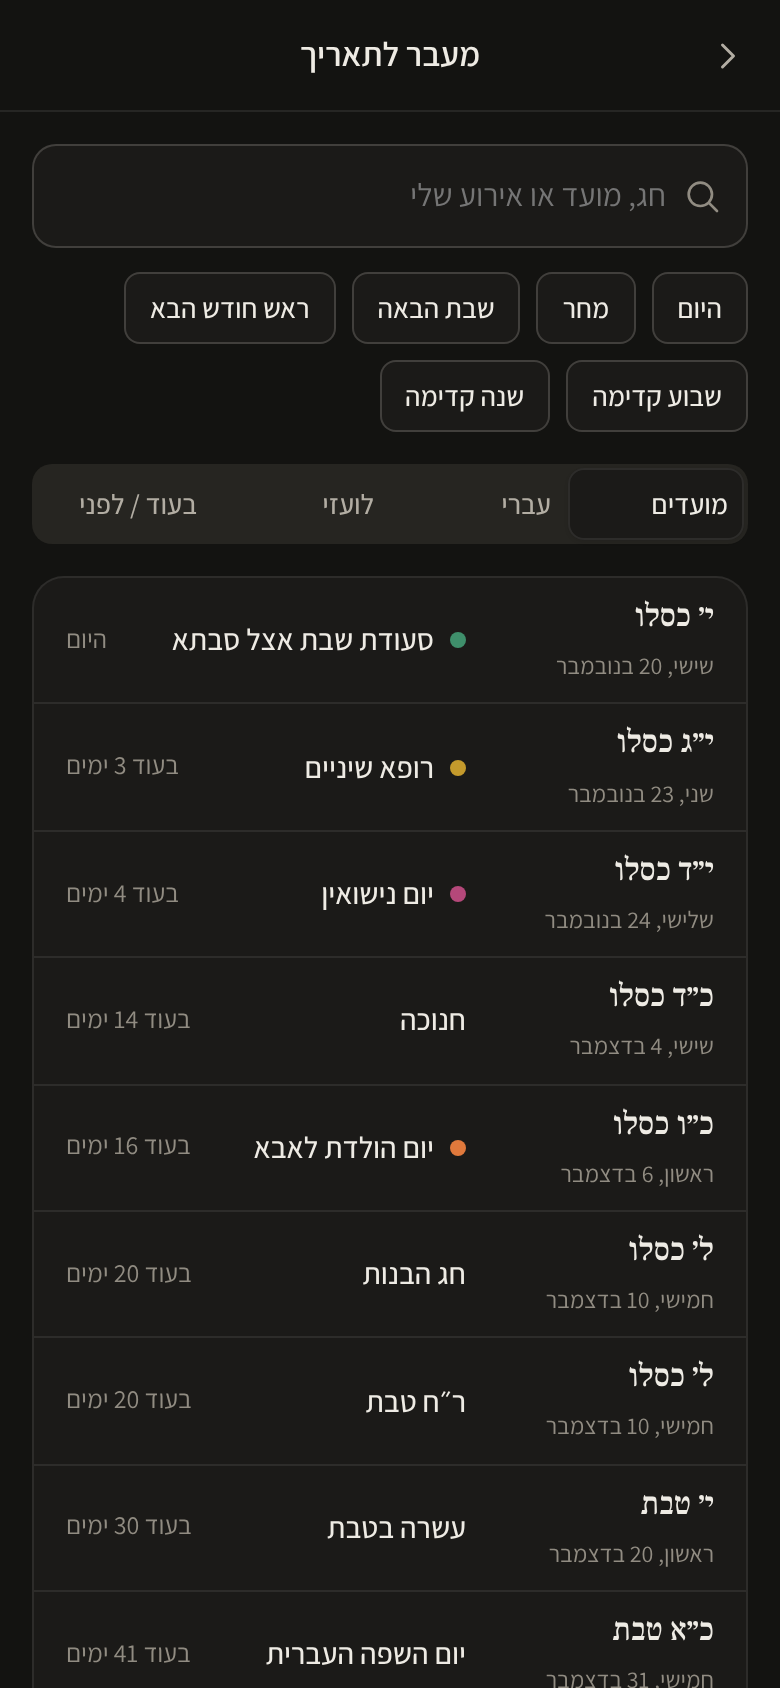 מעבר לתאריך
חג, מועד או אירוע שלי
היום
מחר
שבת הבאה
ראש חודש הבא
שבוע קדימה
שנה קדימה
מועדים
עברי
לועזי
בעוד / לפני
י׳ כסלו
שישי, 20 בנובמבר
סעודת שבת אצל סבתא
היום
י״ג כסלו
שני, 23 בנובמבר
רופא שיניים
בעוד 3 ימים
י״ד כסלו
שלישי, 24 בנובמבר
יום נישואין
בעוד 4 ימים
כ״ד כסלו
שישי, 4 בדצמבר
חנוכה
בעוד 14 ימים
כ״ו כסלו
ראשון, 6 בדצמבר
יום הולדת לאבא
בעוד 16 ימים
ל׳ כסלו
חמישי, 10 בדצמבר
חג הבנות
בעוד 20 ימים
ל׳ כסלו
חמישי, 10 בדצמבר
ר״ח טבת
בעוד 20 ימים
י׳ טבת
ראשון, 20 בדצמבר
עשרה בטבת
בעוד 30 ימים
כ״א טבת
חמישי, 31 בדצמבר
יום השפה העברית
בעוד 41 ימים